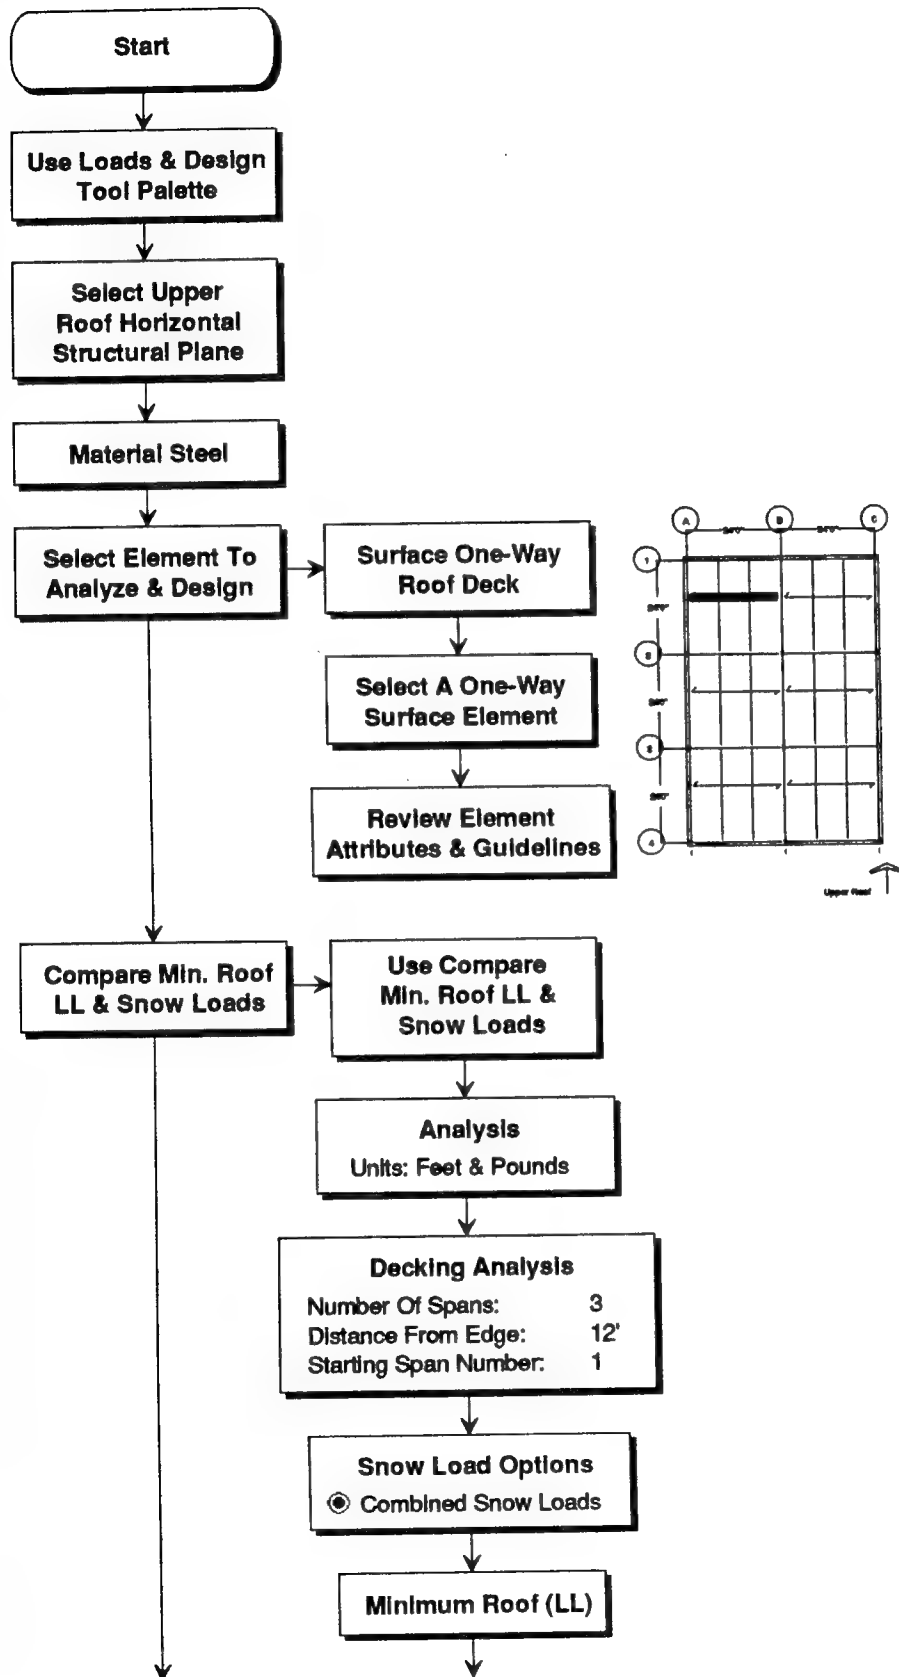 Start
Use Loads & Design
Tool Palette
Select Upper
Roof Horizontal
Structural Plane
Material Steel
Select Element To
Analyze & Design
Surface One-Way
Roof Deck
Select A One-Way
Surface Element
Review Element
Attributes & Guidelines
A
B
C
1
4
Upper Roof
Compare Min. Roof
LL & Snow Loads
Use Compare
Min. Roof LL &
Snow Loads
Analysis
Units: Feet & Pounds
Decking Analysis
Number Of Spans: 3
Distance From Edge: 12'
Starting Span Number: 1
Snow Load Options
Combined Snow Loads
Minimum Roof (LL)